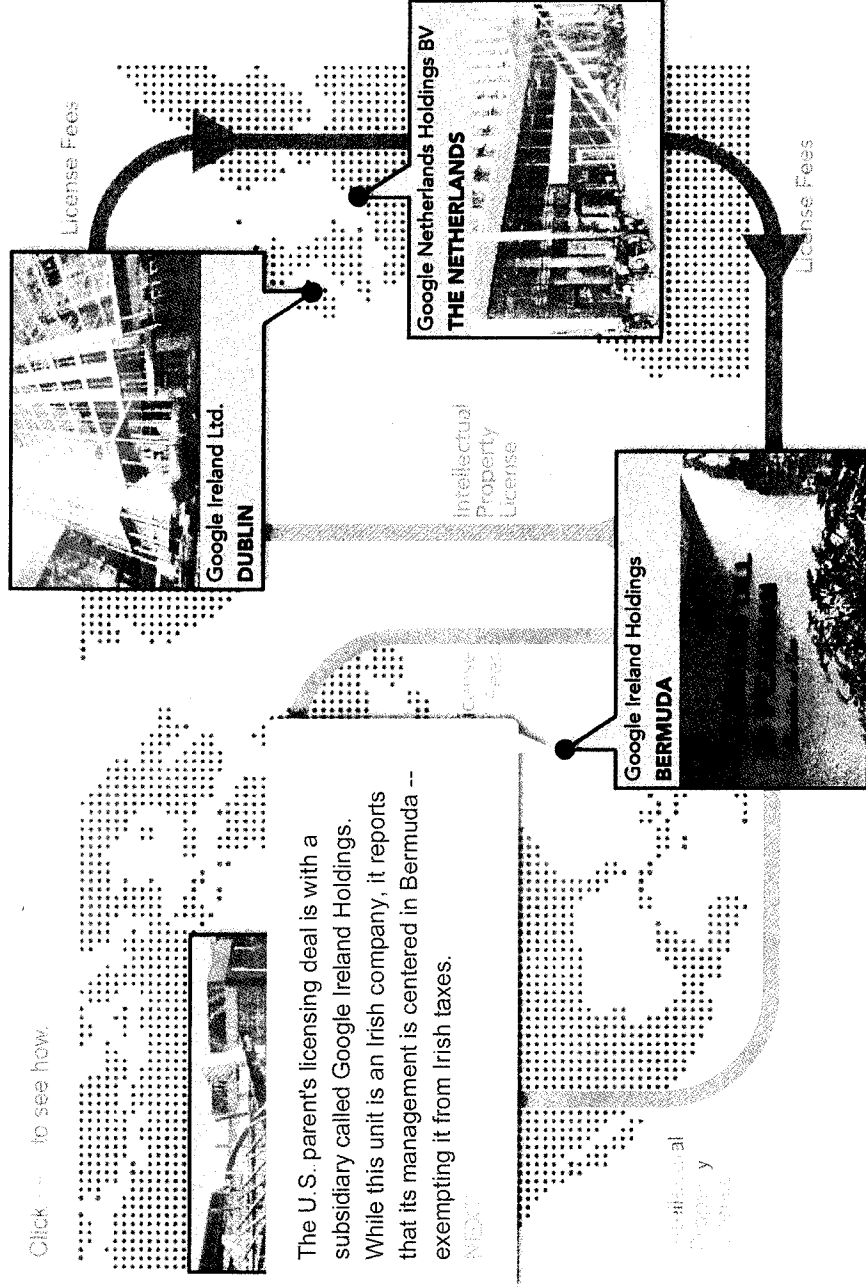 Click to see how.
License Fees
Google Ireland Ltd.
DUBLIN
The U.S. parent's licensing deal is with a
subsidiary called Google Ireland Holdings.
While this unit is an Irish company, it reports
that its management is centered in Bermuda --
exempting it from Irish taxes.
NEXT
Intellectual
Property
License
Google Netherlands Holdings BV
THE NETHERLANDS
Google Ireland Holdings
BERMUDA
License Fees